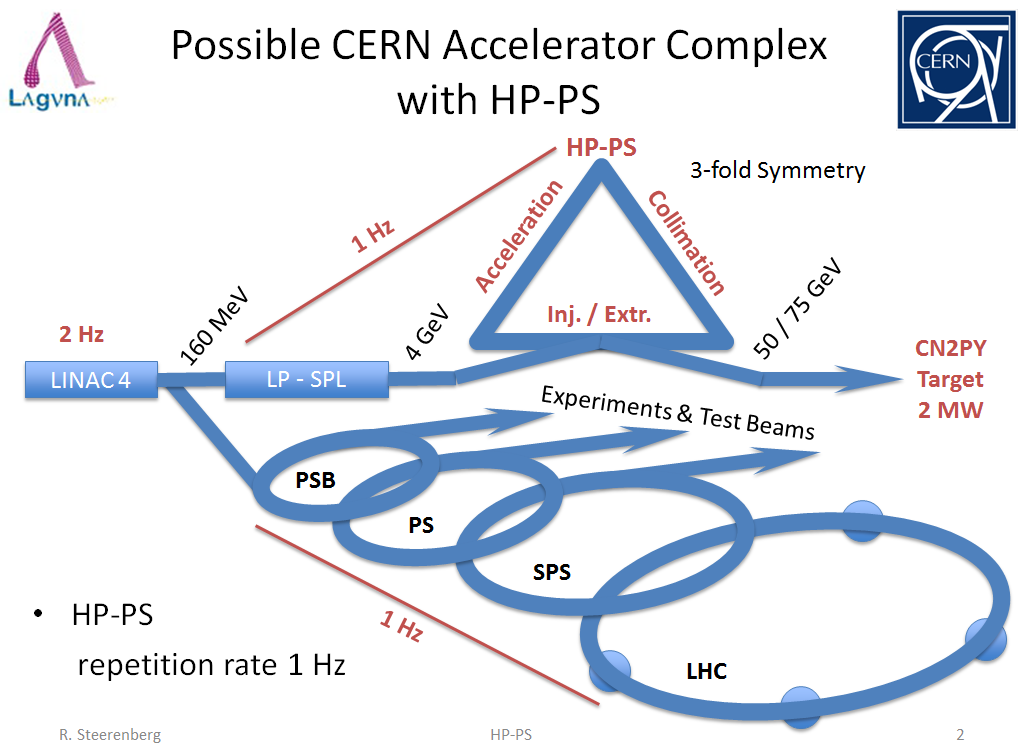 Possible CERN Accelerator Complex
with HP-PS
LAgVNA
CERN
HP-PS
3-fold Symmetry
1 Hz
Acceleration
Collimation
Inj. / Extr.
2 Hz
160 MeV
4 GeV
50 / 75 GeV
LINAC 4
LP - SPL
CN2PY
Target
2 MW
Experiments & Test Beams
PSB
PS
SPS
LHC
1 Hz
• HP-PS
repetition rate 1 Hz
R. Steerenberg
HP-PS
2